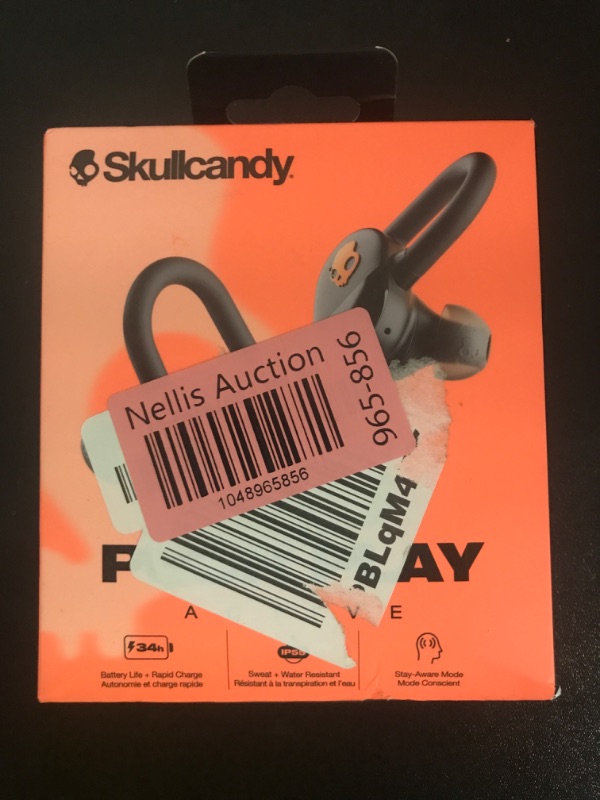 Skullcandy
Nellis Auction
965-856
1048965856
BLqM4
P AY
A V E
34h
IP55
Battery Life + Rapid Charge
Autonomie et charge rapide
Sweat + Water Resistant
Résistant à la transpiration et l'eau
Stay-Aware Mode
Mode Conscient